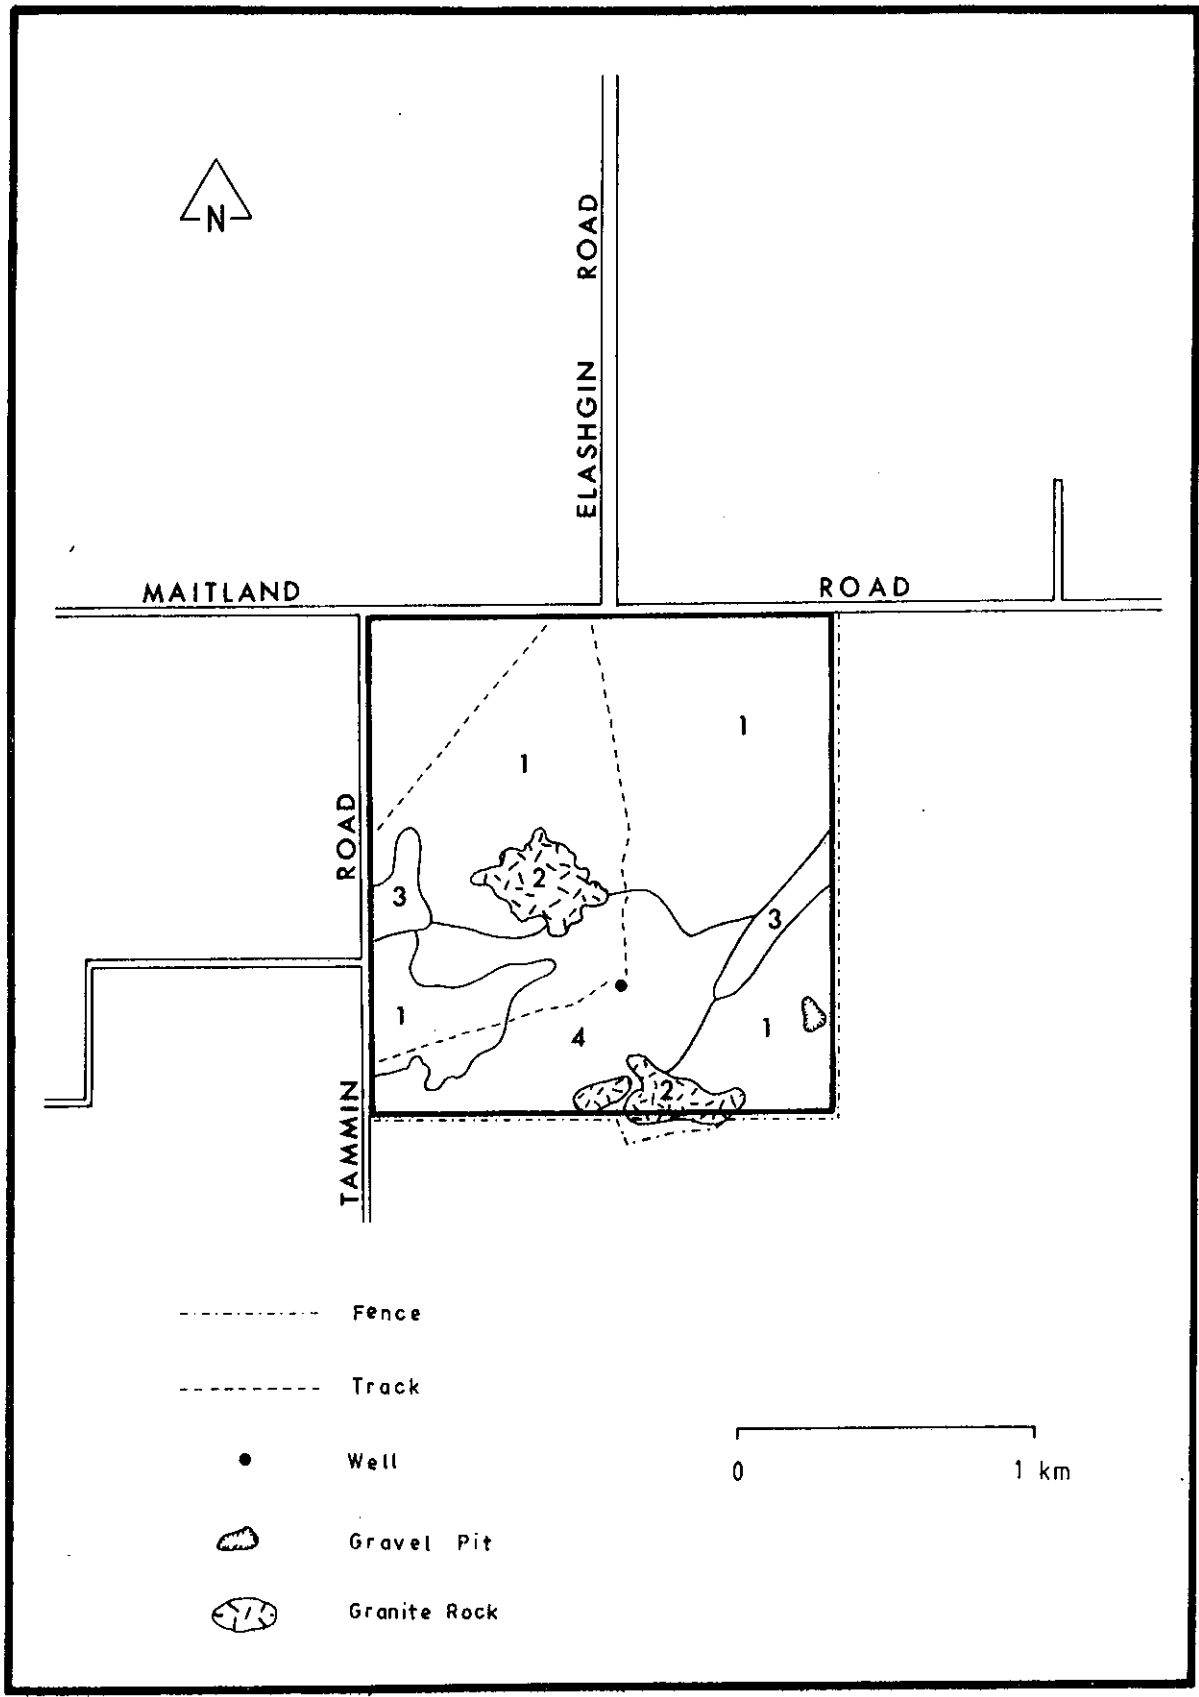 N
ELASHGIN ROAD
MAITLAND ROAD
1
1
2
3
3
1
1
4
2
TAMMIN ROAD
Fence
Track
Well
0 1 km
Gravel Pit
Granite Rock